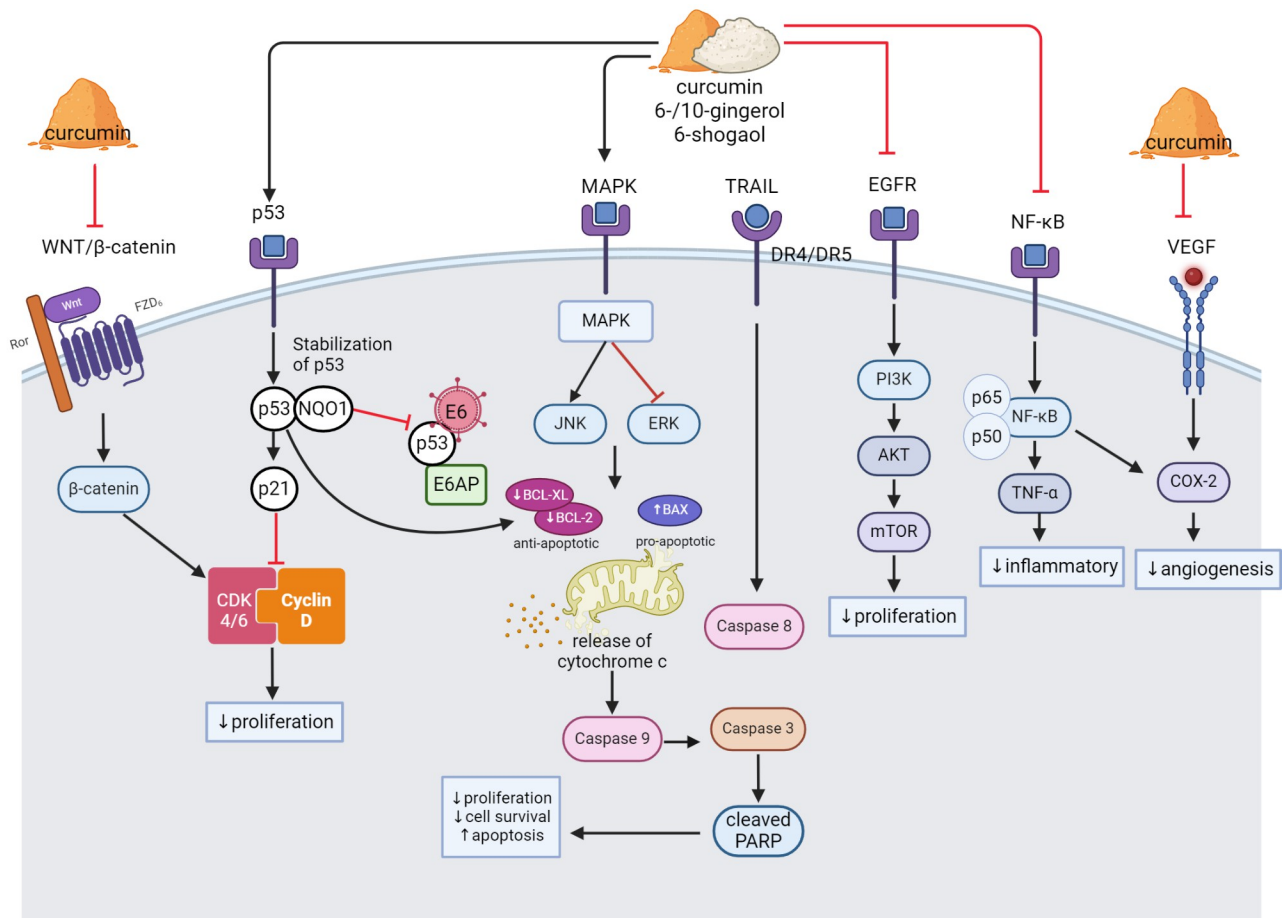 curcumin
6-/10-gingerol
6-shogaol
curcumin
curcumin
WNT/β-catenin
p53
MAPK
TRAIL
EGFR
NF-κB
VEGF
DR4/DR5
Ror
Wnt
FZD₆
Stabilization
of p53
p53
NQO1
E6
p53
E6AP
p21
β-catenin
CDK
4/6
Cyclin
D
↓proliferation
MAPK
JNK
ERK
↓BCL-XL
↓BCL-2
anti-apoptotic
↑BAX
pro-apoptotic
release of
cytochrome c
Caspase 9
Caspase 8
Caspase 3
cleaved
PARP
↓proliferation
↓cell survival
↑apoptosis
PI3K
AKT
mTOR
↓proliferation
p65
p50
NF-κB
TNF-α
↓inflammatory
COX-2
↓angiogenesis